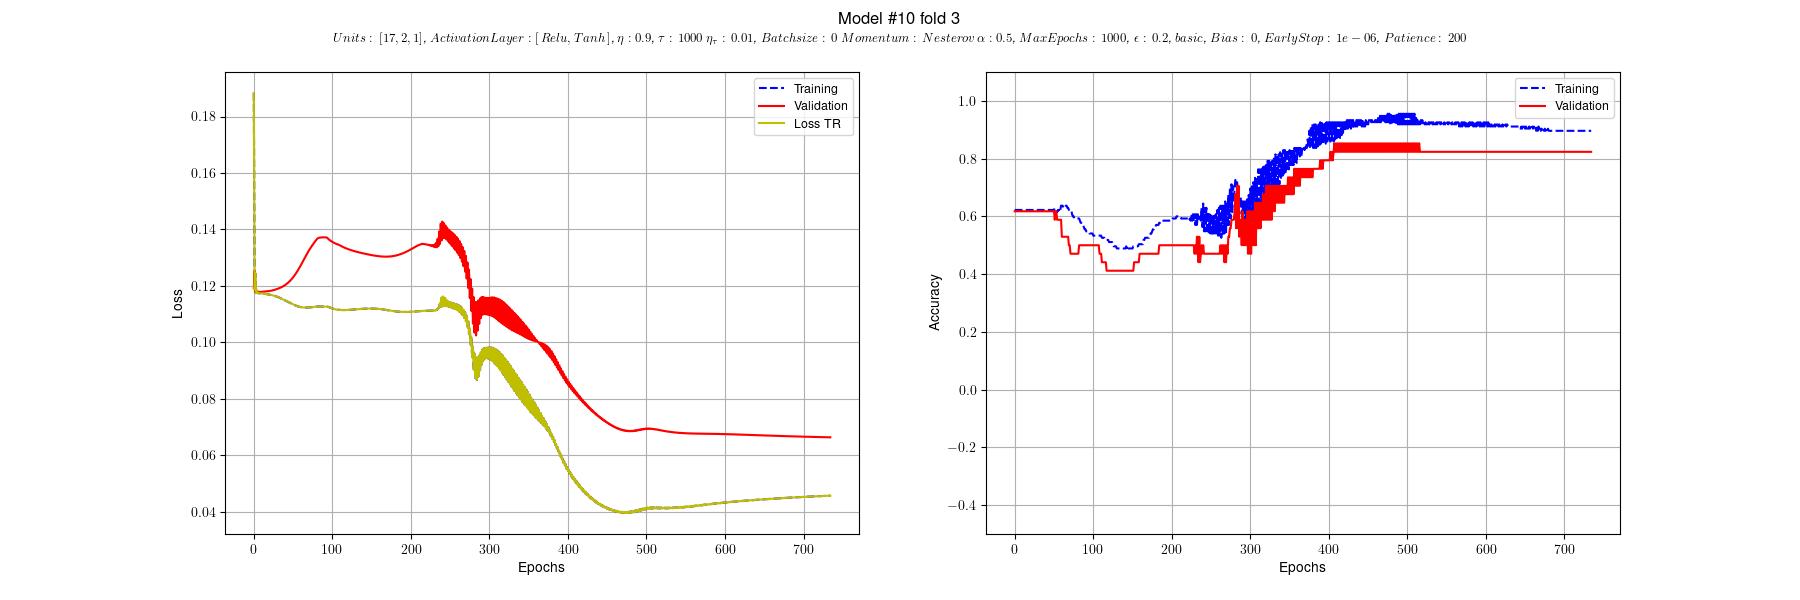 Model #10 fold 3
Units : [17, 2, 1], ActivationLayer : [Relu, Tanh], η : 0.9, τ : 1000 ητ : 0.01, Batchsize : 0 Momentum : Nesterov α : 0.5, MaxEpochs : 1000, ϵ : 0.2, basic, Bias : 0, EarlyStop : 1e − 06, Patience : 200
Training
Validation
Loss TR
0.18
0.16
0.14
0.12
0.10
0.08
0.06
0.04
Loss
0 100 200 300 400 500 600 700
Epochs
Training
Validation
1.0
0.8
0.6
0.4
0.2
0.0
−0.2
−0.4
Accuracy
0 100 200 300 400 500 600 700
Epochs